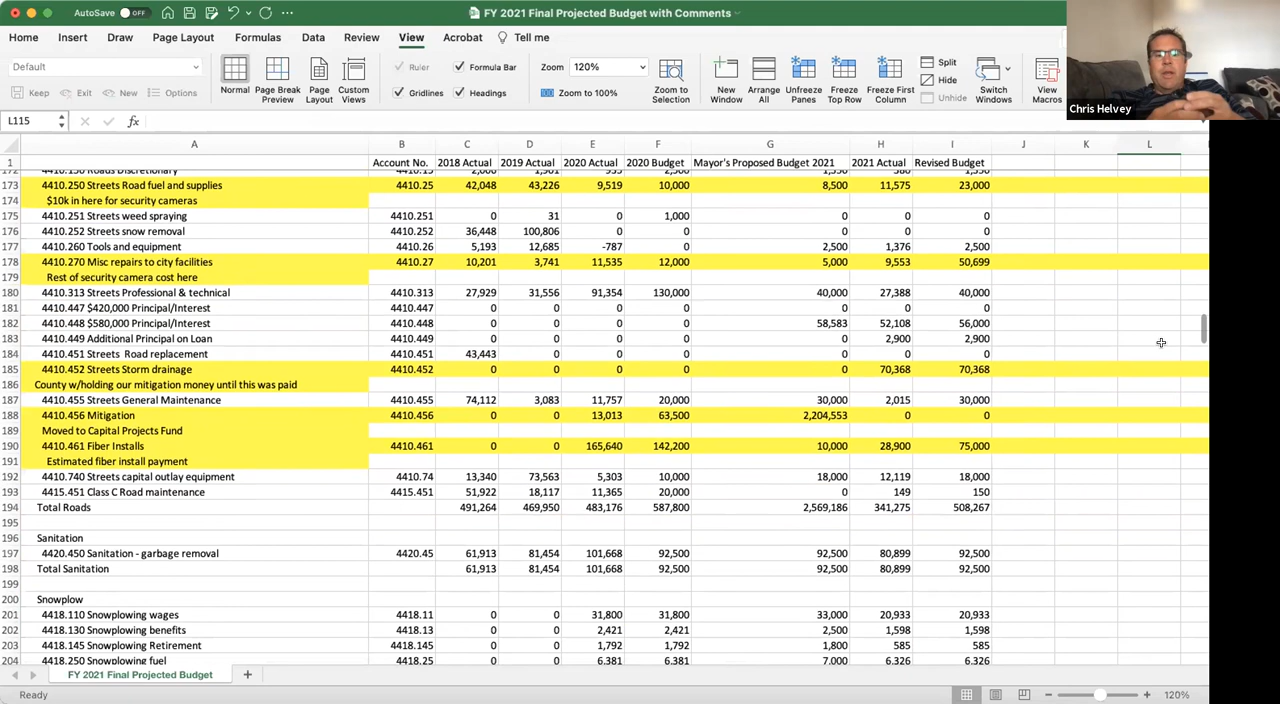 AutoSave OFF FY 2021 Final Projected Budget with Comments
Home Insert Draw Page Layout Formulas Data Review View Acrobat Tell me
Default
Keep Exit New Options
Normal Page Break Preview Page Layout Custom Views
Ruler Formula Bar
Gridlines Headings
Zoom 120%
Zoom to 100%
Zoom to Selection
New Window Arrange All Unfreeze Panes Freeze Top Row Freeze First Column
Split
Hide
Unhide
Switch Windows View Macros
Chris Helvey
L115 fx
A B C D E F G H I J K L
1 Account No. 2018 Actual 2019 Actual 2020 Actual 2020 Budget Mayor's Proposed Budget 2021 2021 Actual Revised Budget
173 4410.250 Streets Road fuel and supplies 4410.25 42,048 43,226 9,519 10,000 8,500 11,575 23,000
174 $10k in here for security cameras
175 4410.251 Streets weed spraying 4410.251 0 31 0 1,000 0 0 0
176 4410.252 Streets snow removal 4410.252 36,448 100,806 0 0 0 0 0
177 4410.260 Tools and equipment 4410.26 5,193 12,685 -787 0 2,500 1,376 2,500
178 4410.270 Misc repairs to city facilities 4410.27 10,201 3,741 11,535 12,000 5,000 9,553 50,699
179 Rest of security camera cost here
180 4410.313 Streets Professional & technical 4410.313 27,929 31,556 91,354 130,000 40,000 27,388 40,000
181 4410.447 $420,000 Principal/Interest 4410.447 0 0 0 0 0 0 0
182 4410.448 $580,000 Principal/Interest 4410.448 0 0 0 0 58,583 52,108 56,000
183 4410.449 Additional Principal on Loan 4410.449 0 0 0 0 0 2,900 2,900
184 4410.451 Streets Road replacement 4410.451 43,443 0 0 0 0 0 0
185 4410.452 Streets Storm drainage 4410.452 0 0 0 0 0 70,368 70,368
186 County w/holding our mitigation money until this was paid
187 4410.455 Streets General Maintenance 4410.455 74,112 3,083 11,757 20,000 30,000 2,015 30,000
188 4410.456 Mitigation 4410.456 0 0 13,013 63,500 2,204,553 0 0
189 Moved to Capital Projects Fund
190 4410.461 Fiber Installs 4410.461 0 0 165,640 142,200 10,000 28,900 75,000
191 Estimated fiber install payment
192 4410.740 Streets capital outlay equipment 4410.74 13,340 73,563 5,303 10,000 18,000 12,119 18,000
193 4415.451 Class C Road maintenance 4415.451 51,922 18,117 11,365 20,000 0 149 150
194 Total Roads 491,264 469,950 483,176 587,800 2,569,186 341,275 508,267
195
196 Sanitation
197 4420.450 Sanitation - garbage removal 4420.45 61,913 81,454 101,668 92,500 92,500 80,899 92,500
198 Total Sanitation 61,913 81,454 101,668 92,500 92,500 80,899 92,500
199
200 Snowplow
201 4418.110 Snowplowing wages 4418.11 0 0 31,800 31,800 33,000 20,933 20,933
202 4418.130 Snowplowing benefits 4418.13 0 0 2,421 2,421 2,500 1,598 1,598
203 4418.145 Snowplowing Retirement 4418.145 0 0 1,792 1,792 1,800 585 585
204 4418.250 Snowplowing fuel 4418.25 0 0 6,381 6,381 7,000 6,326 6,326
FY 2021 Final Projected Budget
Ready 120%